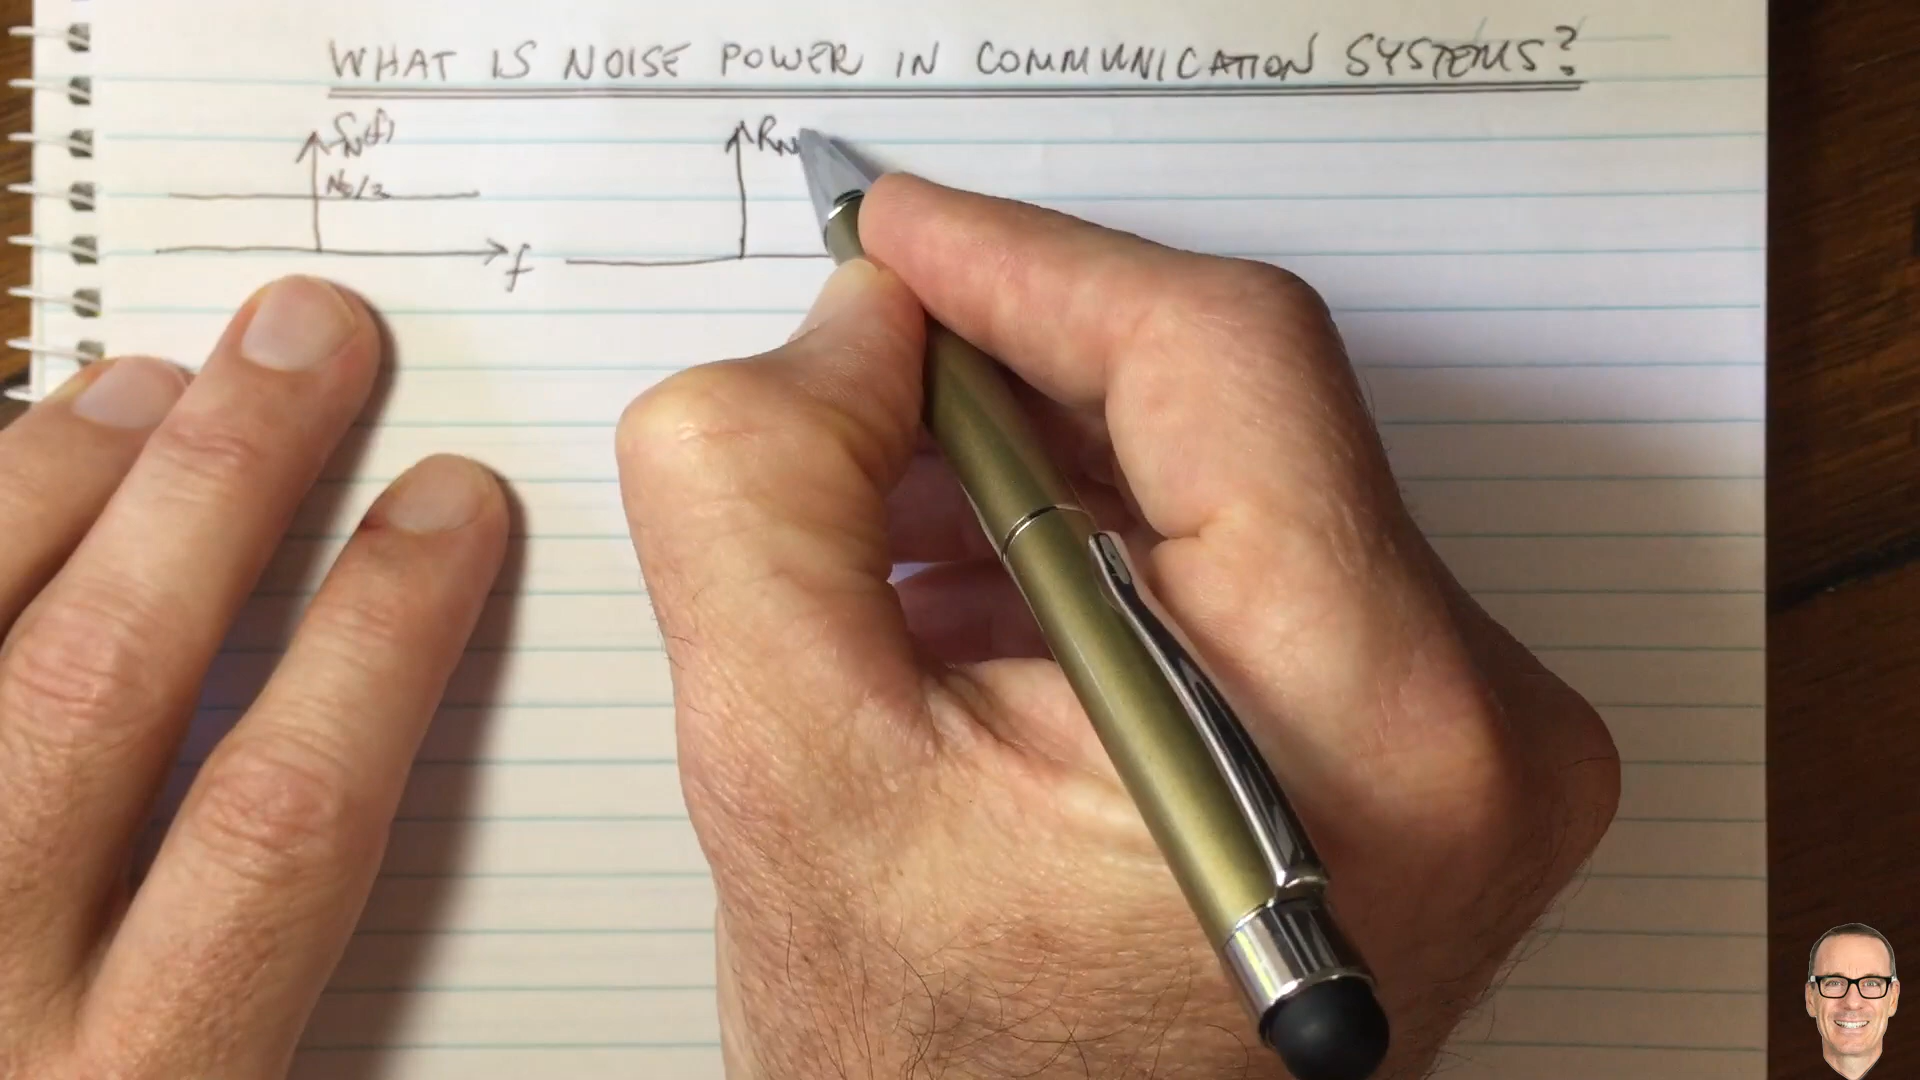 WHAT IS NOISE POWER IN COMMUNICATION SYSTEMS?
S_N(f) R_N
N₀/2
f